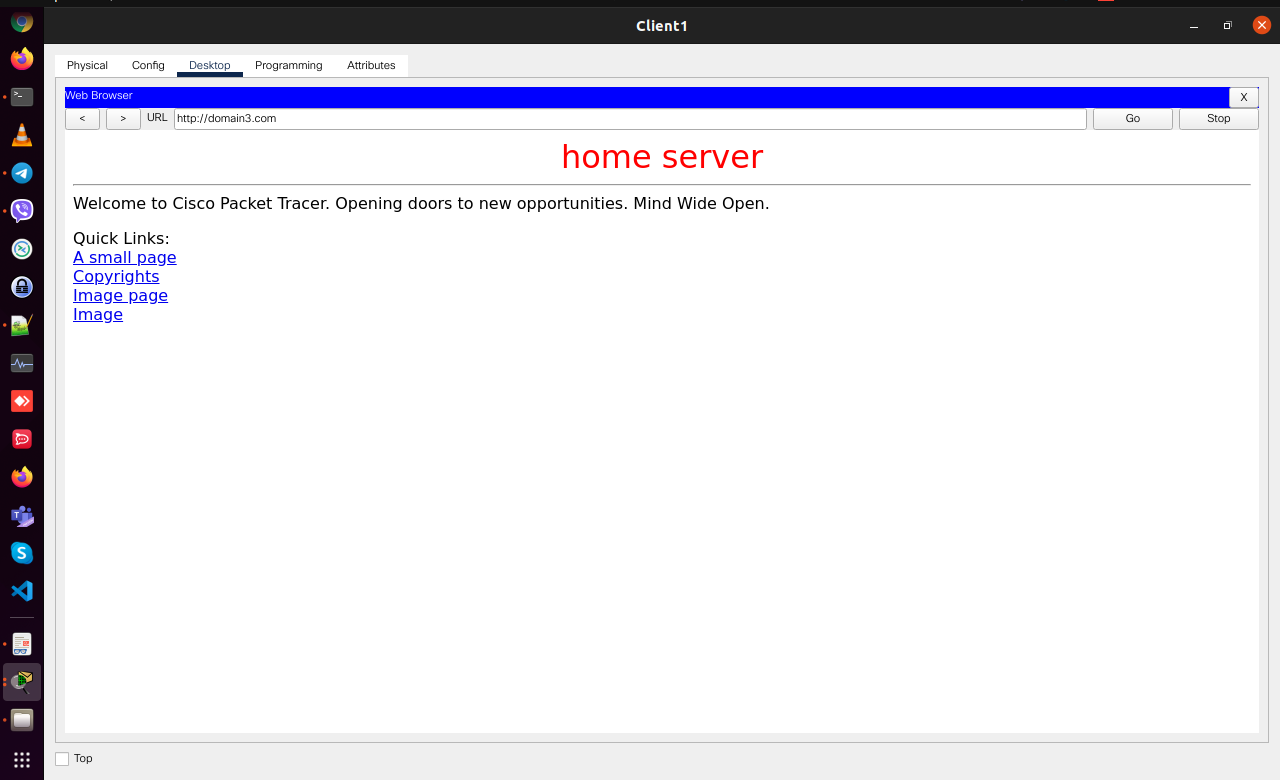 Client1
Physical Config Desktop Programming Attributes
Web Browser X
< > URL http://domain3.com Go Stop
home server
Welcome to Cisco Packet Tracer. Opening doors to new opportunities. Mind Wide Open.
Quick Links:
A small page
Copyrights
Image page
Image
Top